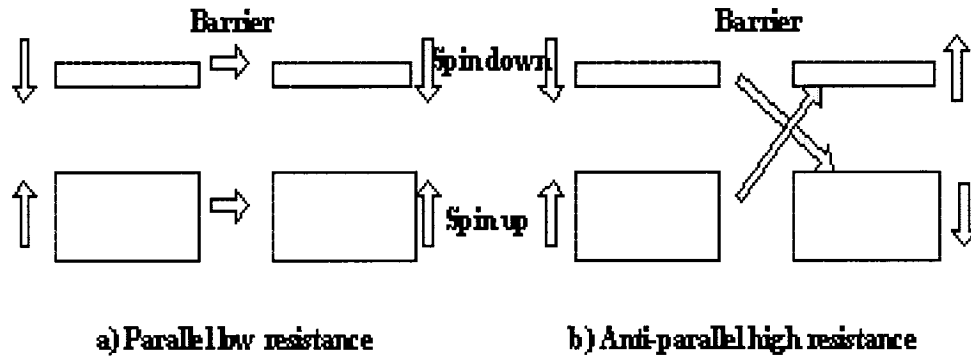 Barrier
Barrier
Spin down
Spin up
a) Parallel low resistance
b) Anti-parallel high resistance